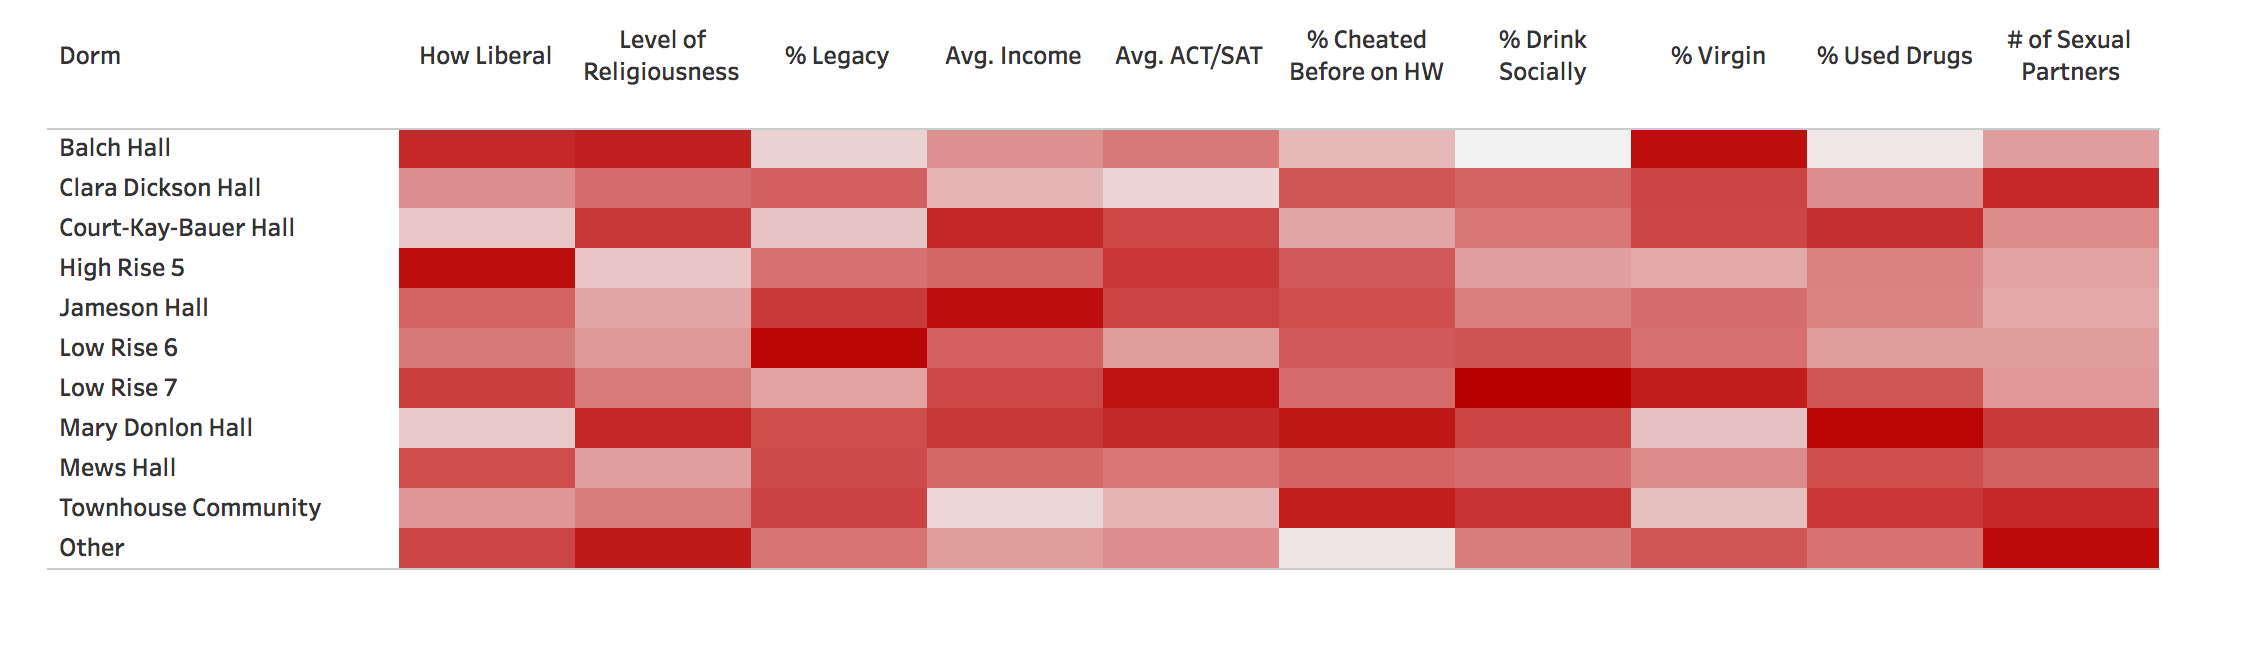 Dorm
How Liberal
Level of
Religiousness
% Legacy
Avg. Income
Avg. ACT/SAT
% Cheated
Before on HW
% Drink
Socially
% Virgin
% Used Drugs
# of Sexual
Partners
Balch Hall
Clara Dickson Hall
Court-Kay-Bauer Hall
High Rise 5
Jameson Hall
Low Rise 6
Low Rise 7
Mary Donlon Hall
Mews Hall
Townhouse Community
Other